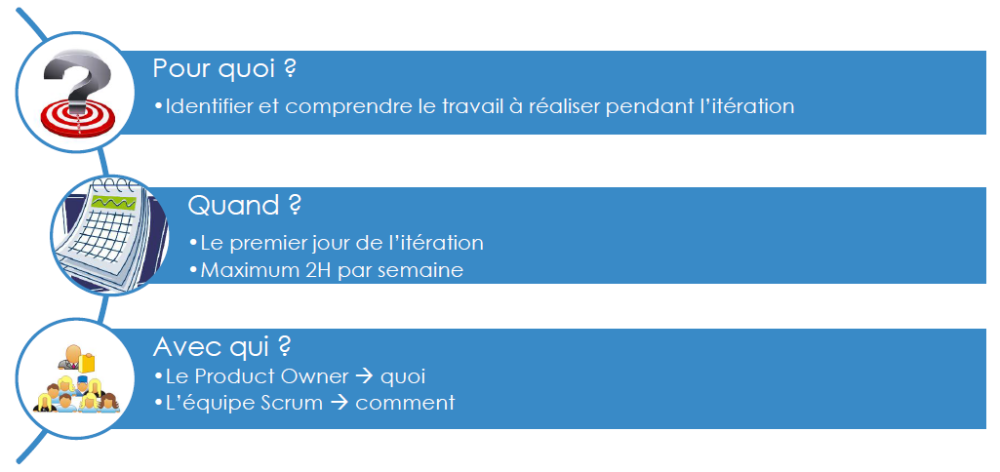 Pour quoi ?
•Identifier et comprendre le travail à réaliser pendant l’itération
Quand ?
•Le premier jour de l’itération
•Maximum 2H par semaine
Avec qui ?
•Le Product Owner → quoi
•L’équipe Scrum → comment